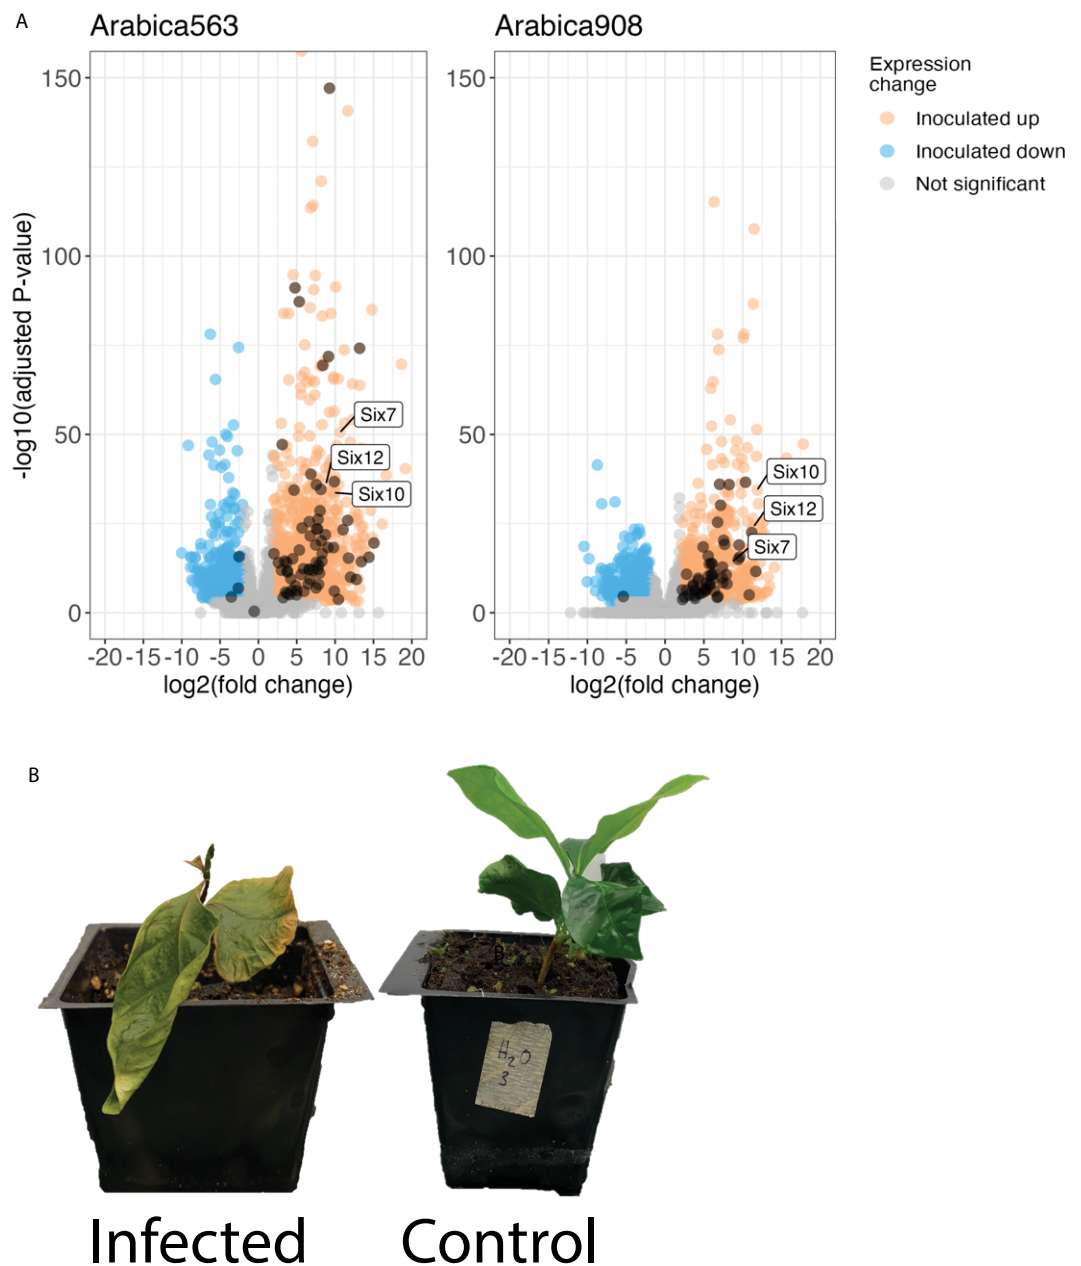 A
Arabica563
Arabica908
Expression
change
Inoculated up
Inoculated down
Not significant
-log10(adjusted P-value)
150
100
50
0
Six7
Six12
Six10
-20 -15 -10 -5 0 5 10 15 20
log2(fold change)
150
100
50
0
Six10
Six12
Six7
-20 -15 -10 -5 0 5 10 15 20
log2(fold change)
B
B
H2O
3
Infected
Control